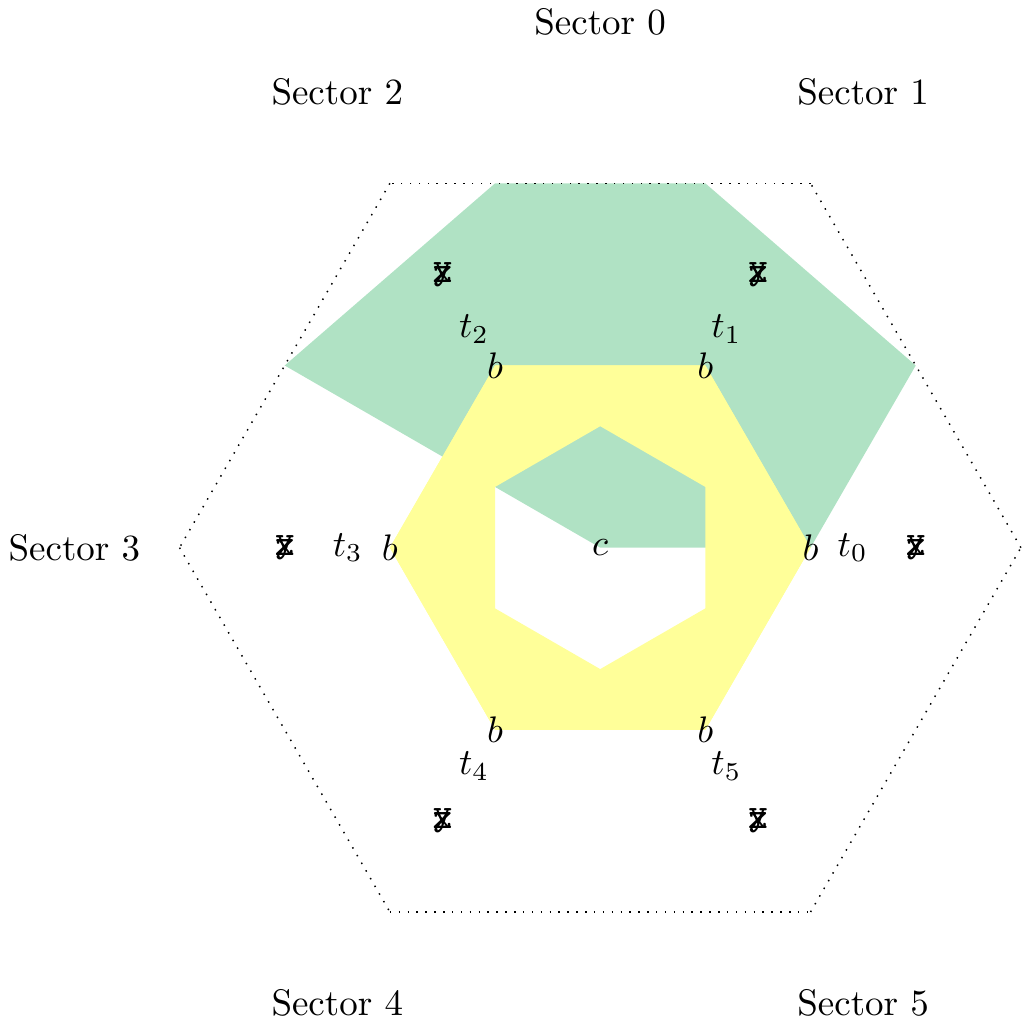 Sector 0
Sector 2 Sector 1
t₂ t₁
b b
Sector 3 t₃ b c b t₀
b b
t₄ t₅
Sector 4 Sector 5